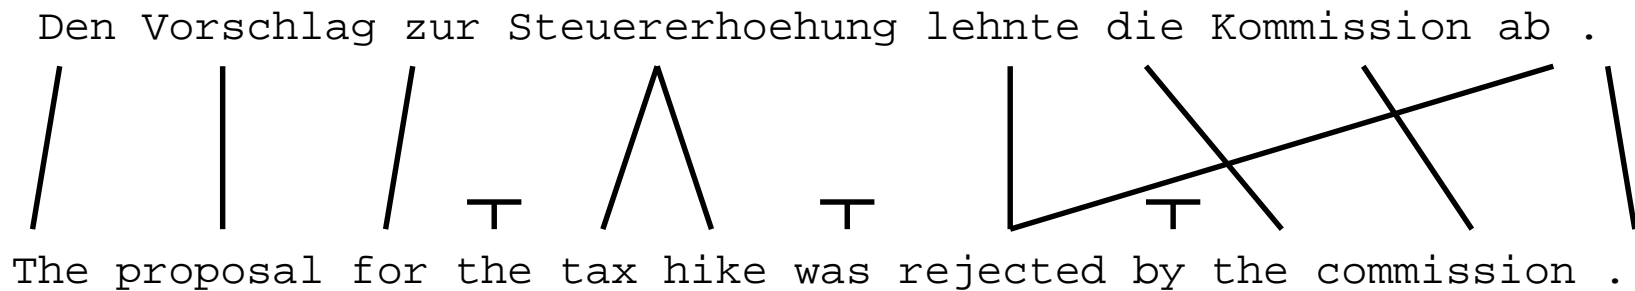 Den Vorschlag zur Steuererhoehung lehnte die Kommission ab .
The proposal for the tax hike was rejected by the commission .